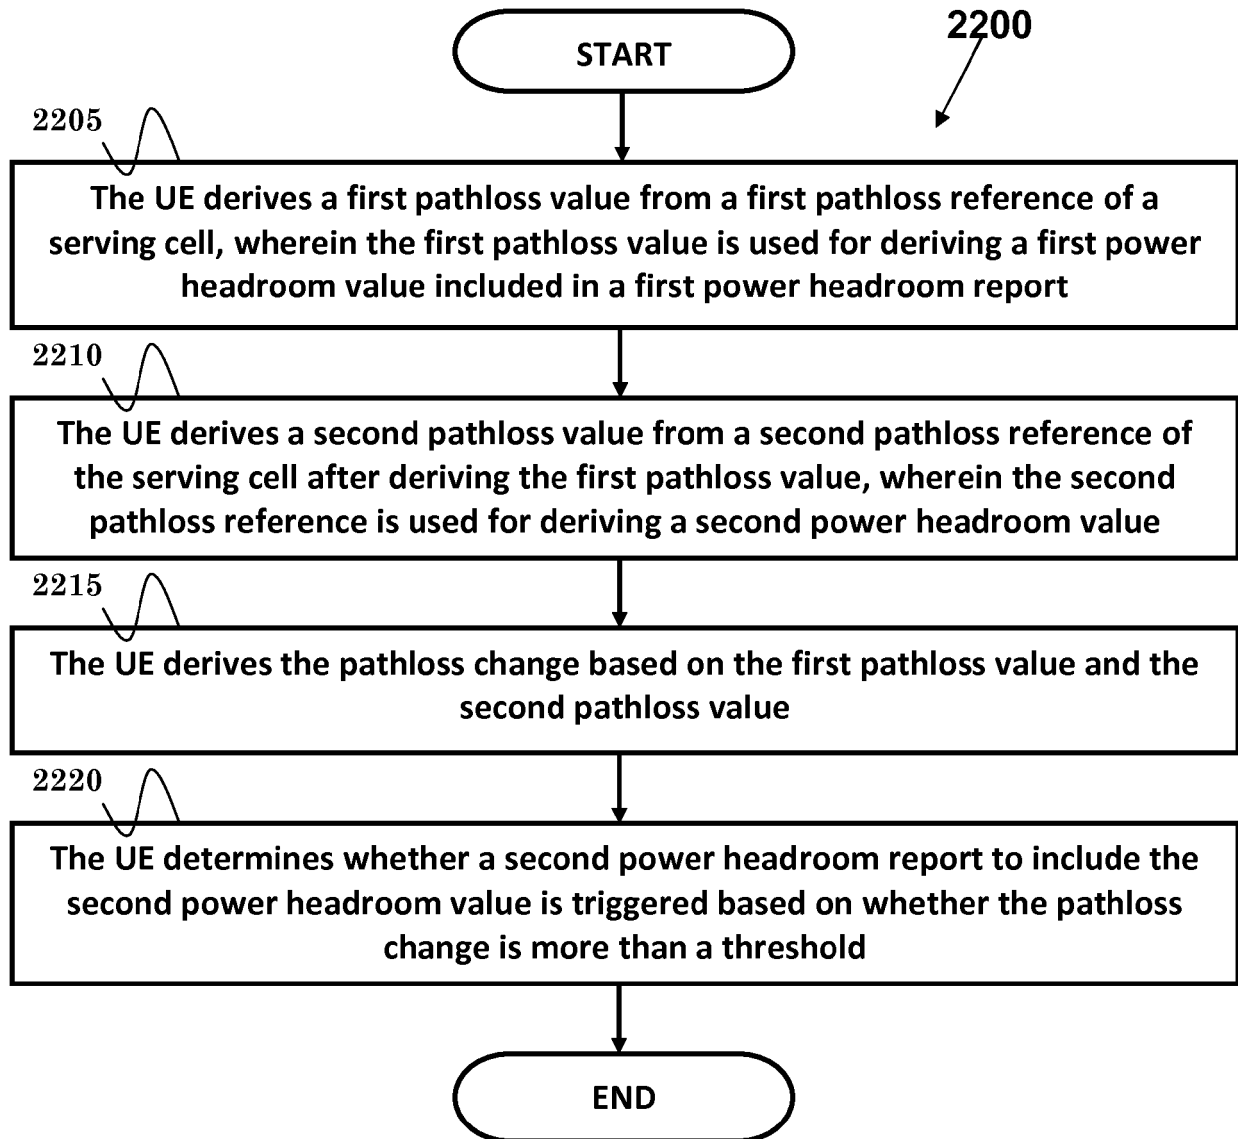 2200
START
2205
The UE derives a first pathloss value from a first pathloss reference of a
serving cell, wherein the first pathloss value is used for deriving a first power
headroom value included in a first power headroom report
2210
The UE derives a second pathloss value from a second pathloss reference of
the serving cell after deriving the first pathloss value, wherein the second
pathloss reference is used for deriving a second power headroom value
2215
The UE derives the pathloss change based on the first pathloss value and the
second pathloss value
2220
The UE determines whether a second power headroom report to include the
second power headroom value is triggered based on whether the pathloss
change is more than a threshold
END